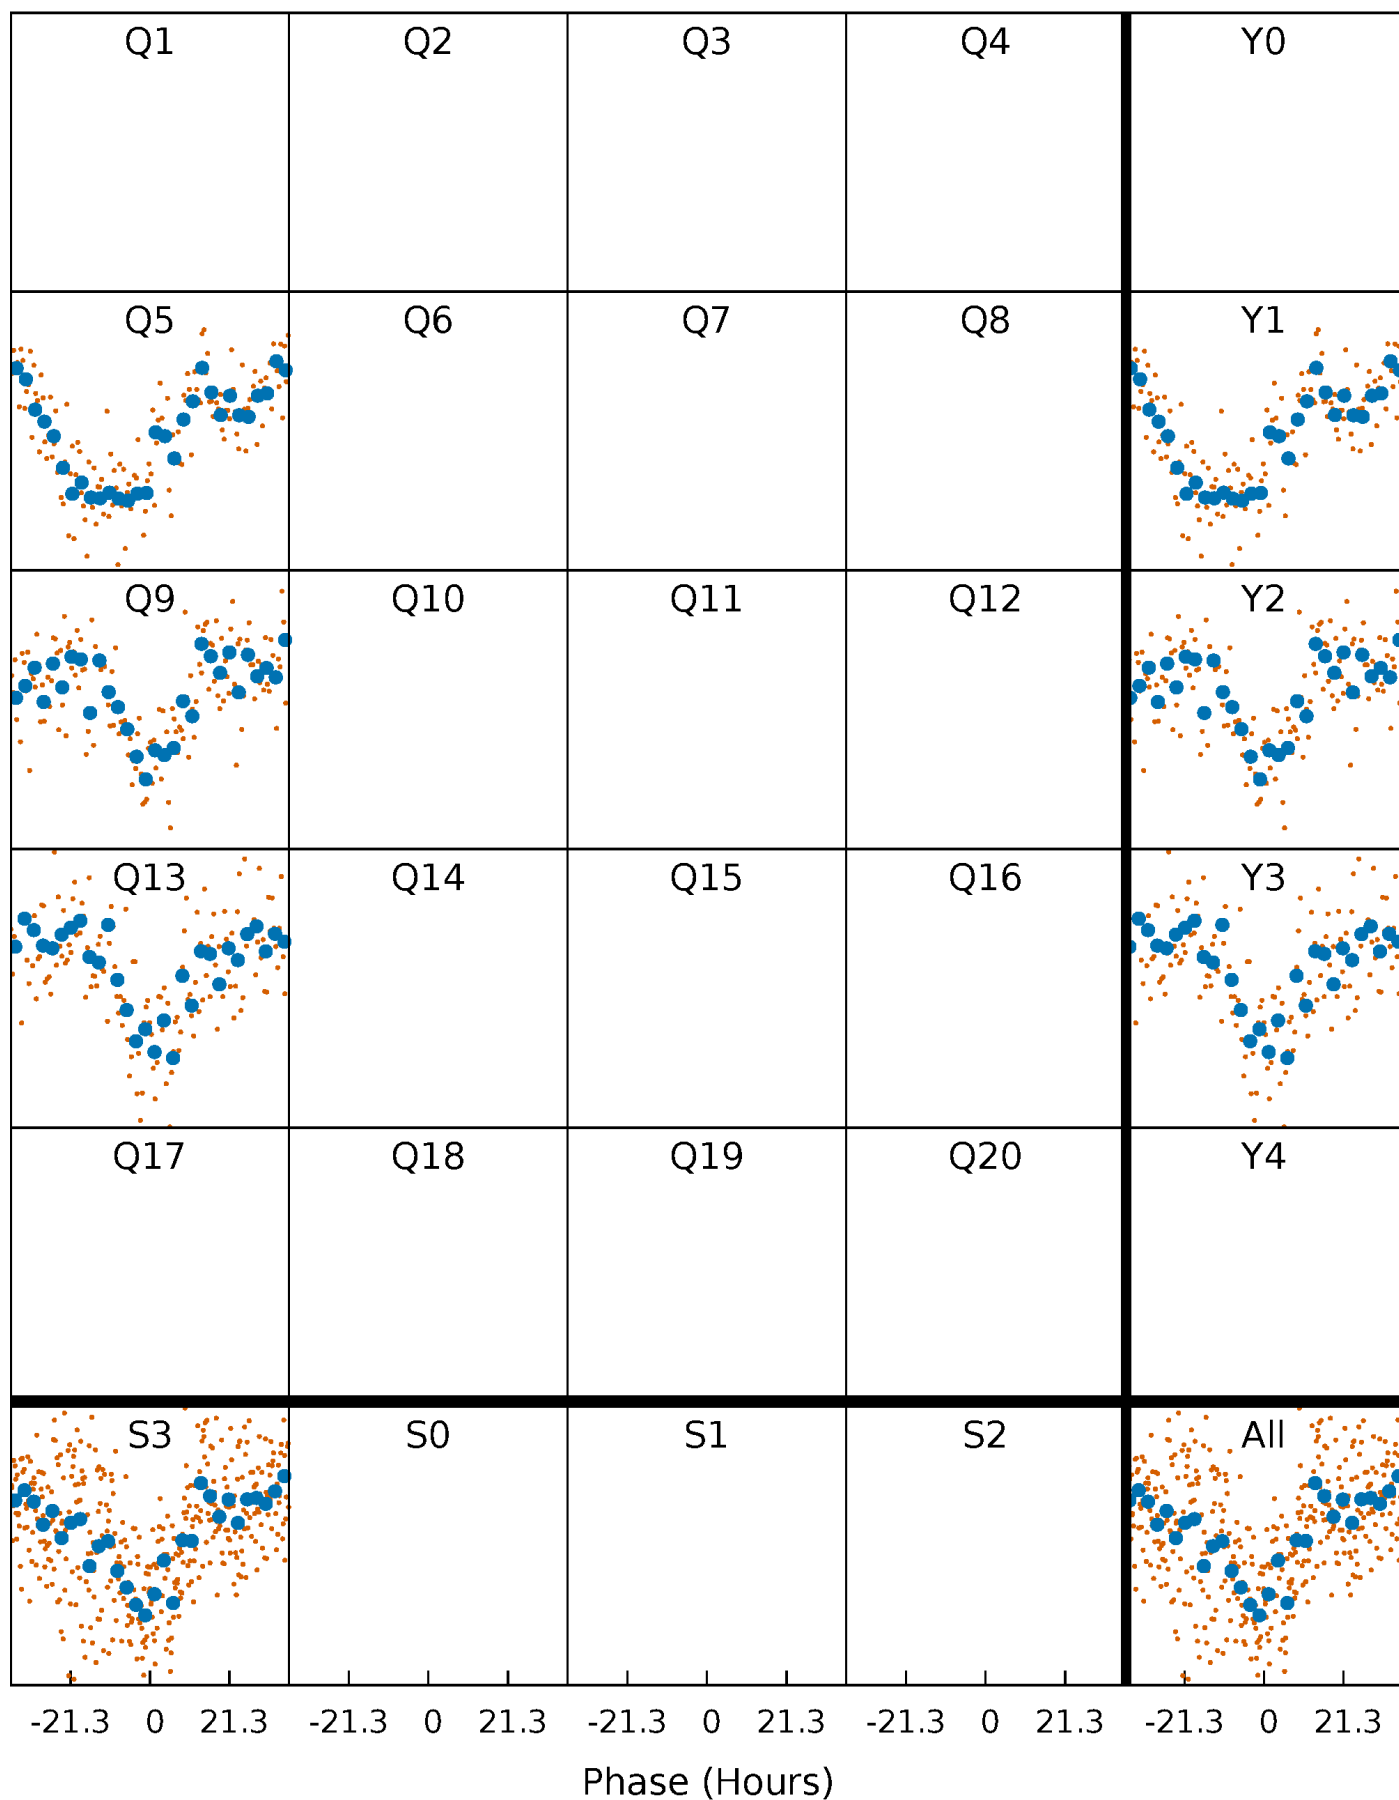 Q1 Q2 Q3 Q4 Y0
Q5 Q6 Q7 Q8 Y1
Q9 Q10 Q11 Q12 Y2
Q13 Q14 Q15 Q16 Y3
Q17 Q18 Q19 Q20 Y4
S3 S0 S1 S2 All
-21.3 0 21.3 -21.3 0 21.3 -21.3 0 21.3 -21.3 0 21.3 -21.3 0 21.3
Phase (Hours)